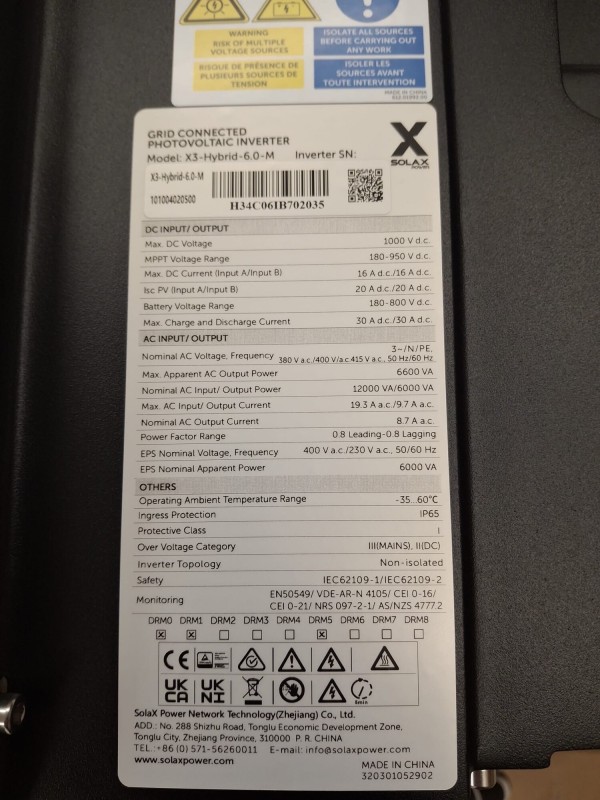 WARNING
RISK OF MULTIPLE
VOLTAGE SOURCES
RISQUE DE PRÉSENCE DE
PLUSIEURS SOURCES DE
TENSION
ISOLATE ALL SOURCES
BEFORE CARRYING OUT
ANY WORK
ISOLER LES
SOURCES AVANT
TOUTE INTERVENTION
MADE IN CHINA
GRID CONNECTED
PHOTOVOLTAIC INVERTER
Model: X3-Hybrid-6.0-M Inverter SN:
SOLAX
POWER
X3-Hybrid-6.0-M
101004020500
H34C06IB702035
DC INPUT/ OUTPUT
Max. DC Voltage 1000 V d.c.
MPPT Voltage Range 180-950 V d.c.
Max. DC Current (Input A/Input B) 16 A d.c./16 A d.c.
Isc PV (Input A/Input B) 20 A d.c./20 A d.c.
Battery Voltage Range 180-800 V d.c.
Max. Charge and Discharge Current 30 A d.c./30 A d.c.
AC INPUT/ OUTPUT
Nominal AC Voltage, Frequency 3~/N/PE,
380 V a.c./400 V/a.c 415 V a.c., 50 Hz/60 Hz
Max. Apparent AC Output Power 6600 VA
Nominal AC Input/ Output Power 12000 VA/6000 VA
Max. AC Input/ Output Current 19.3 A a.c./9.7 A a.c.
Nominal AC Output Current 8.7 A a.c.
Power Factor Range 0.8 Leading-0.8 Lagging
EPS Nominal Voltage, Frequency 400 V a.c./230 V a.c., 50/60 Hz
EPS Nominal Apparent Power 6000 VA
OTHERS
Operating Ambient Temperature Range -35...60℃
Ingress Protection IP65
Protective Class I
Over Voltage Category III(MAINS), II(DC)
Inverter Topology Non-isolated
Safety IEC62109-1/IEC62109-2
Monitoring EN50549/ VDE-AR-N 4105/ CEI 0-16/
CEI 0-21/ NRS 097-2-1/ AS/NZS 4777.2
DRM0 DRM1 DRM2 DRM3 DRM4 DRM5 DRM6 DRM7 DRM8
CE
UK CA UK NI 5min
SolaX Power Network Technology(Zhejiang) Co., Ltd.
ADD.: No. 288 Shizhu Road, Tonglu Economic Development Zone,
Tonglu City, Zhejiang Province, 310000 P. R. CHINA
TEL.:+86 (0) 571-56260011 E-mail: info@solaxpower.com
www.solaxpower.com
MADE IN CHINA
320301052902